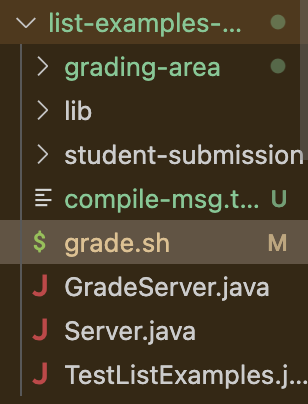 list-examples-...
grading-area
lib
student-submission
compile-msg.t... U
$ grade.sh M
J GradeServer.java
J Server.java
J TestListExamples.j...